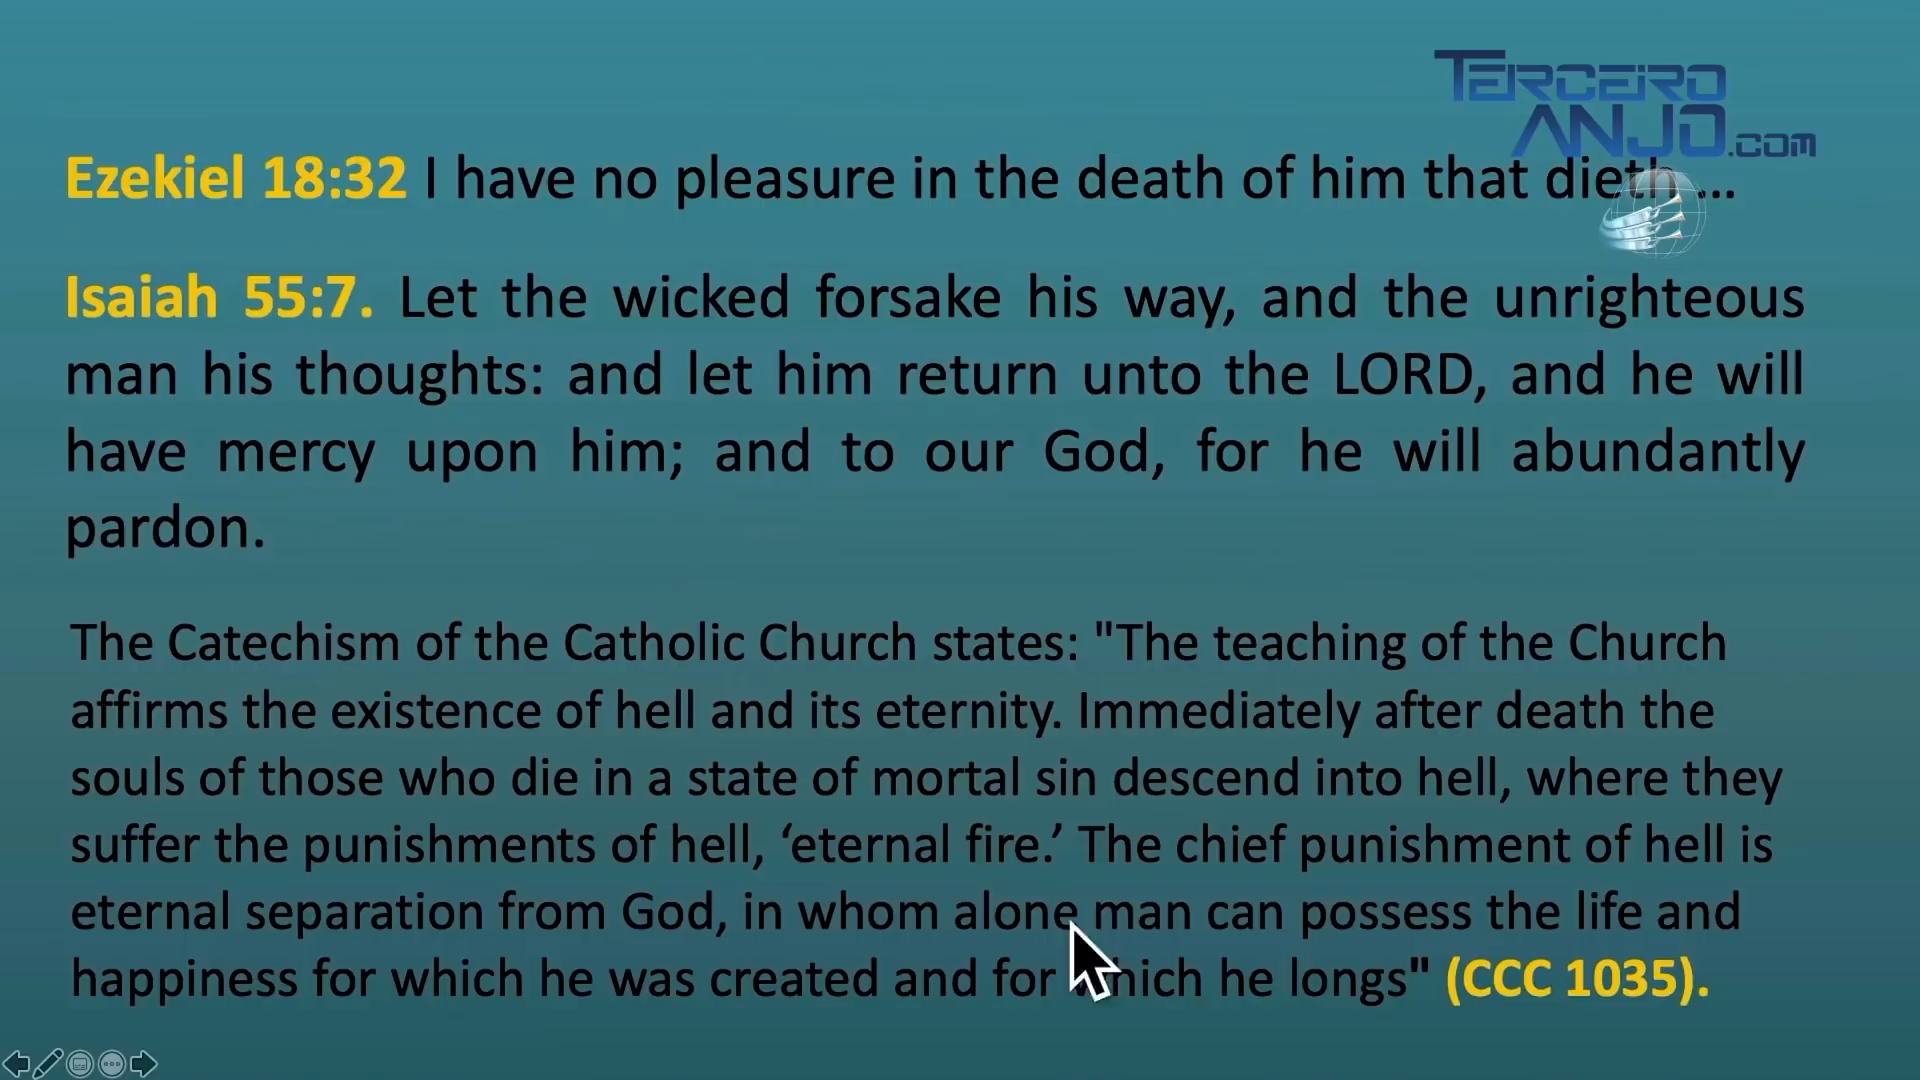 TERCEIRO
ANJO.com
Ezekiel 18:32 I have no pleasure in the death of him that dieth ...
Isaiah 55:7. Let the wicked forsake his way, and the unrighteous
man his thoughts: and let him return unto the LORD, and he will
have mercy upon him; and to our God, for he will abundantly
pardon.
The Catechism of the Catholic Church states: "The teaching of the Church
affirms the existence of hell and its eternity. Immediately after death the
souls of those who die in a state of mortal sin descend into hell, where they
suffer the punishments of hell, ‘eternal fire.’ The chief punishment of hell is
eternal separation from God, in whom alone man can possess the life and
happiness for which he was created and for which he longs" (CCC 1035).